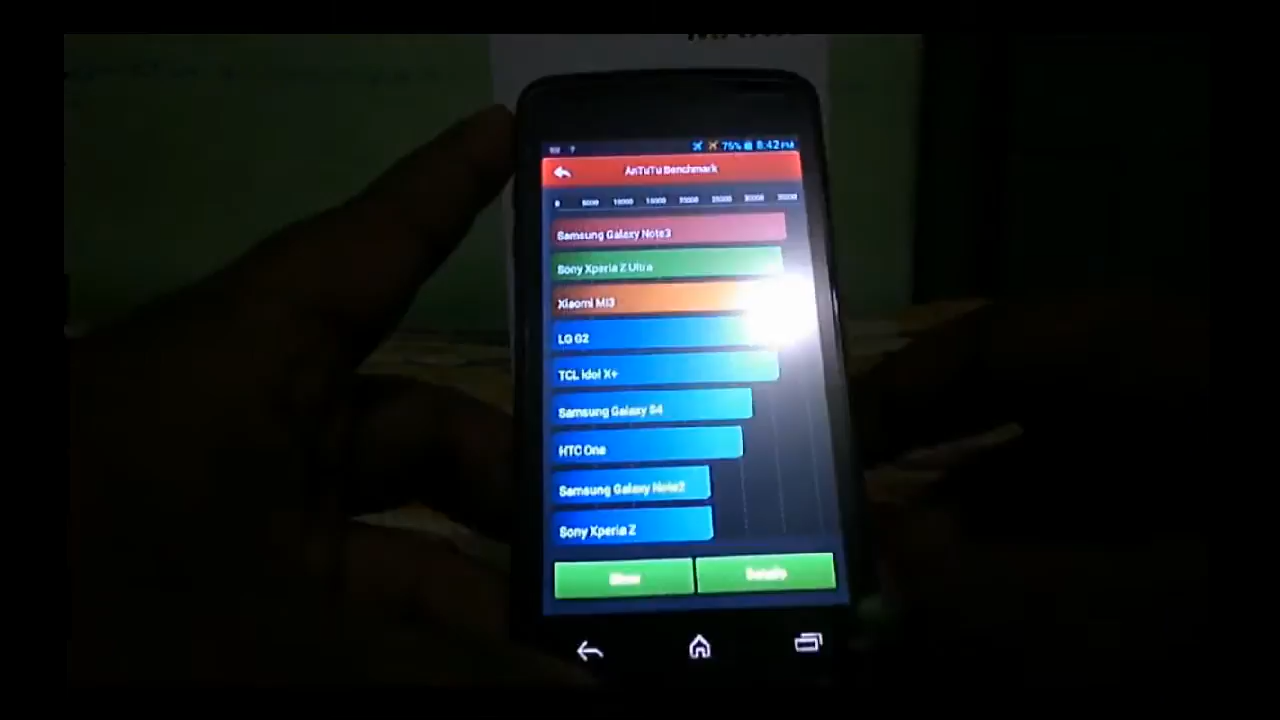 75% 8:42 PM
AnTuTu Benchmark
0 5000 10000 15000 20000 25000 30000 35000
Samsung Galaxy Note3
Sony Xperia Z Ultra
Xiaomi MI3
LG G2
TCL Idol X+
Samsung Galaxy S4
HTC One
Samsung Galaxy Note2
Sony Xperia Z
Details